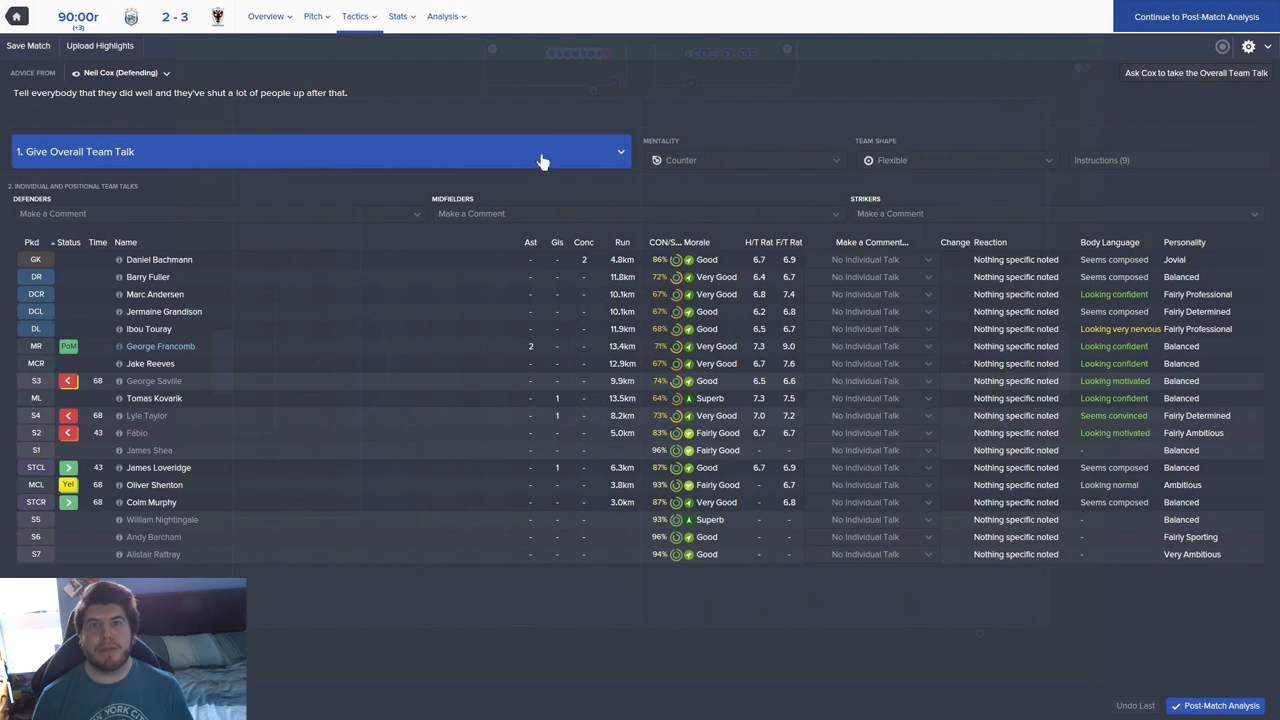 90:00r
(+3)
2 - 3
Overview Pitch Tactics Stats Analysis
Continue to Post-Match Analysis
Save Match Upload Highlights
ADVICE FROM Neil Cox (Defending)
Ask Cox to take the Overall Team Talk
Tell everybody that they did well and they've shut a lot of people up after that.
1. Give Overall Team Talk
MENTALITY TEAM SHAPE
Counter Flexible Instructions (9)
2. INDIVIDUAL AND POSITIONAL TEAM TALKS
DEFENDERS MIDFIELDERS STRIKERS
Make a Comment Make a Comment Make a Comment
Pkd Status Time Name Ast Gls Conc Run CON/S... Morale H/T Rat F/T Rat Make a Comment... Change Reaction Body Language Personality
GK Daniel Bachmann - - 2 4.8km 86% Good 6.7 6.9 No Individual Talk Nothing specific noted Seems composed Jovial
DR Barry Fuller - - - 11.8km 72% Very Good 6.4 6.7 No Individual Talk Nothing specific noted Seems composed Balanced
DCR Marc Andersen - - - 10.1km 67% Very Good 6.8 7.4 No Individual Talk Nothing specific noted Looking confident Fairly Professional
DCL Jermaine Grandison - - - 10.1km 67% Good 6.2 6.8 No Individual Talk Nothing specific noted Seems composed Fairly Determined
DL Ibou Touray - - - 11.9km 68% Good 6.5 6.7 No Individual Talk Nothing specific noted Looking very nervous Fairly Professional
MR PoM George Francomb 2 - - 13.4km 71% Very Good 7.3 9.0 No Individual Talk Nothing specific noted Looking confident Balanced
MCR Jake Reeves - - - 12.9km 67% Very Good 6.7 7.6 No Individual Talk Nothing specific noted Looking confident Balanced
S3 68 George Saville - - - 9.9km 74% Good 6.5 6.6 No Individual Talk Nothing specific noted Looking motivated Balanced
ML Tomas Kovarik - 1 - 13.5km 64% Superb 7.3 7.5 No Individual Talk Nothing specific noted Looking confident Balanced
S4 68 Lyle Taylor - 1 - 8.2km 73% Very Good 7.0 7.2 No Individual Talk Nothing specific noted Seems convinced Fairly Determined
S2 43 Fábio - - - 5.0km 83% Fairly Good 6.7 6.7 No Individual Talk Nothing specific noted Looking motivated Fairly Ambitious
S1 James Shea - - - 96% Fairly Good - - No Individual Talk Nothing specific noted - Balanced
STCL 43 James Loveridge - 1 - 6.3km 87% Good 6.7 6.9 No Individual Talk Nothing specific noted Seems composed Balanced
MCL Yel 68 Oliver Shenton - - - 3.8km 93% Fairly Good - 6.7 No Individual Talk Nothing specific noted Looking normal Ambitious
STCR 68 Colm Murphy - - - 3.0km 87% Very Good - 6.8 No Individual Talk Nothing specific noted Seems composed Balanced
S5 William Nightingale - - - 93% Superb - - No Individual Talk Nothing specific noted - Balanced
S6 Andy Barcham - - - 96% Good - - No Individual Talk Nothing specific noted - Fairly Sporting
S7 Alistair Rattray - - - 94% Good - - No Individual Talk Nothing specific noted - Very Ambitious
NEW YORK CITY
Undo Last Post-Match Analysis